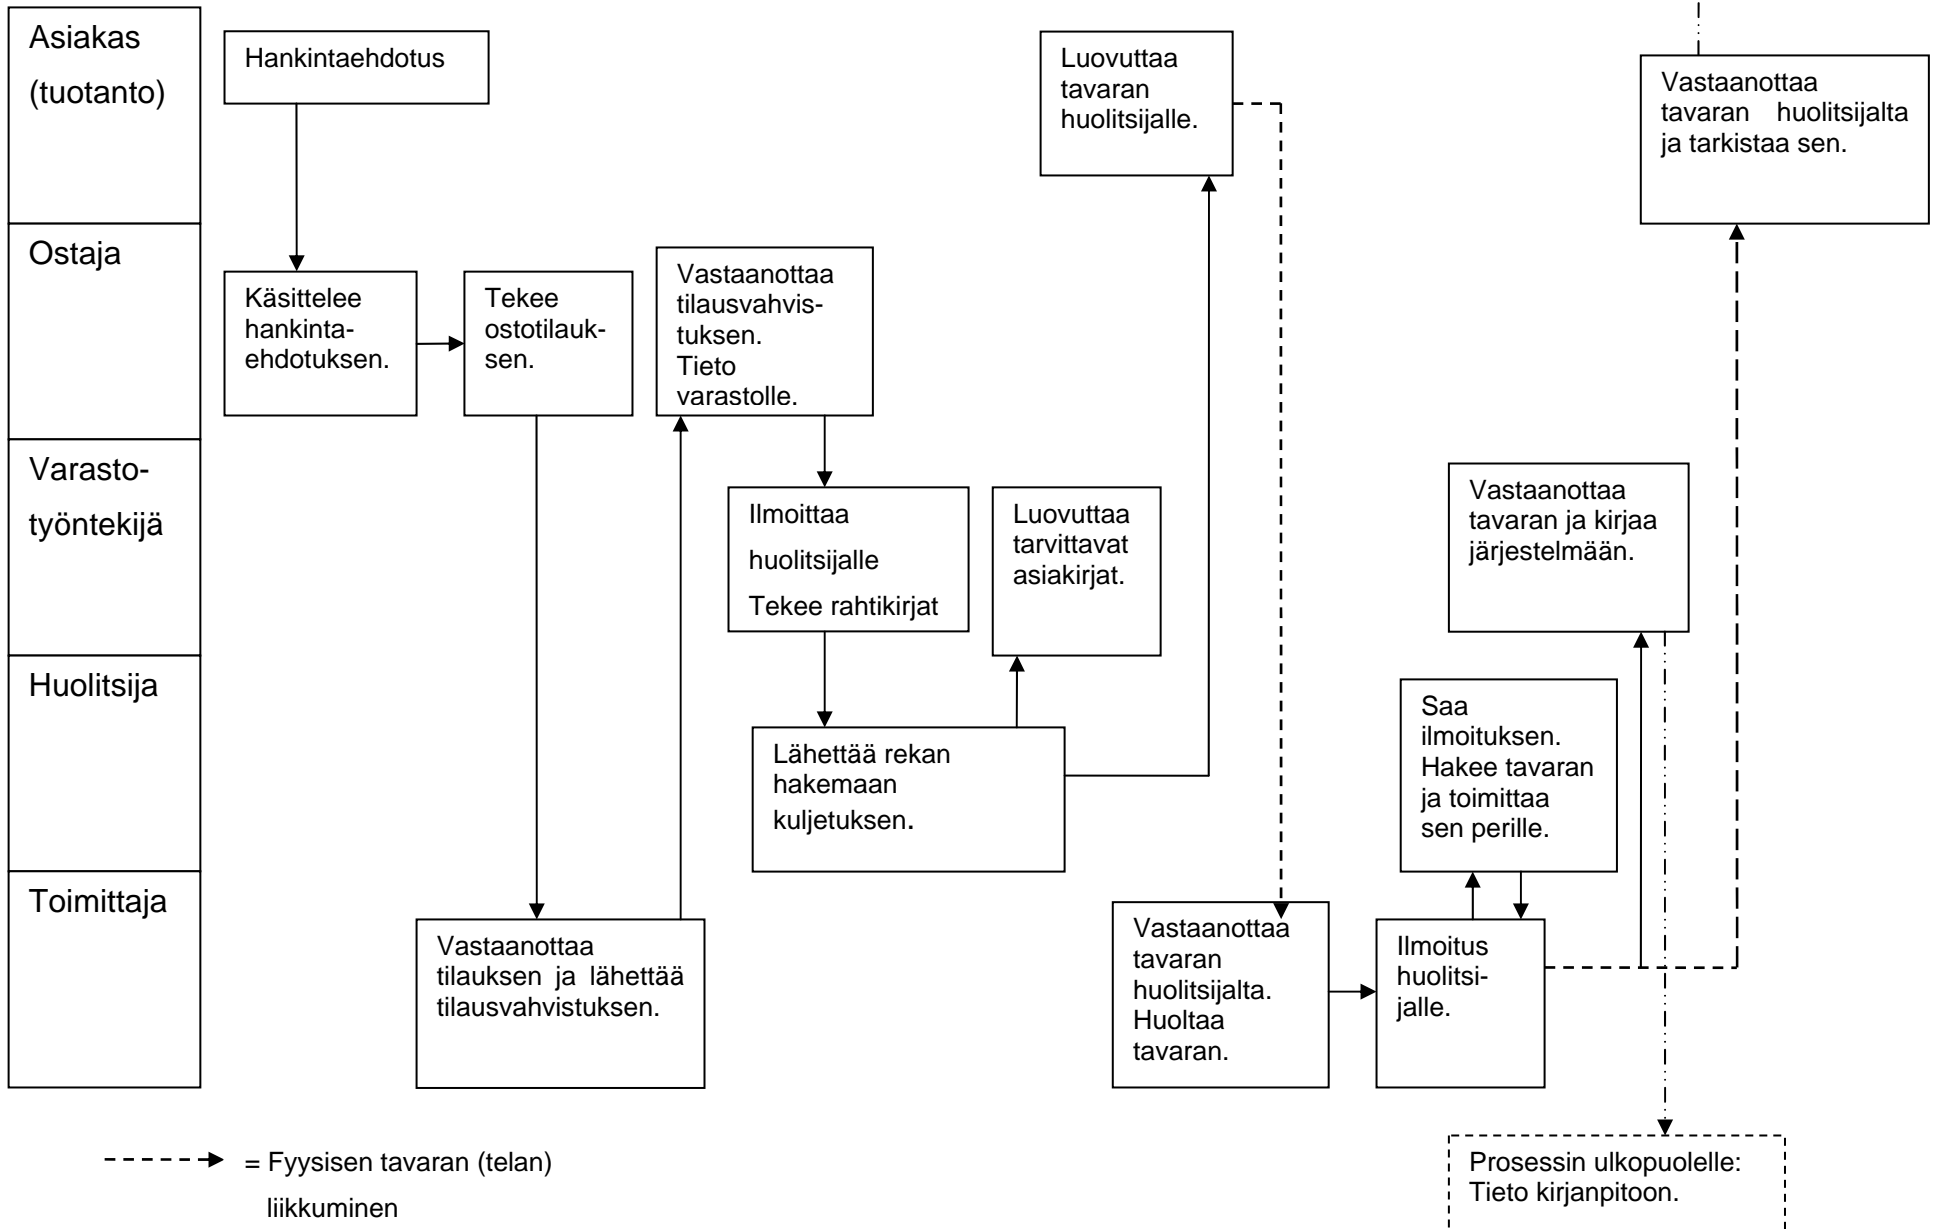 Asiakas
(tuotanto)
Hankintaehdotus
Luovuttaa
tavaran
huolitsijalle.
Vastaanottaa
tavaran huolitsijalta
ja tarkistaa sen.
Ostaja
Käsittelee
hankinta-
ehdotuksen.
Tekee
ostotilauk-
sen.
Vastaanottaa
tilausvahvis-
tuksen.
Tieto
varastolle.
Varasto-
työntekijä
Ilmoittaa
huolitsijalle
Tekee rahtikirjat
Luovuttaa
tarvittavat
asiakirjat.
Vastaanottaa
tavaran ja kirjaa
järjestelmään.
Huolitsija
Lähettää rekan
hakemaan
kuljetuksen.
Saa
ilmoituksen.
Hakee tavaran
ja toimittaa
sen perille.
Toimittaja
Vastaanottaa
tilauksen ja lähettää
tilausvahvistuksen.
Vastaanottaa
tavaran
huolitsijalta.
Huoltaa
tavaran.
Ilmoitus
huolitsi-
jalle.
= Fyysisen tavaran (telan)
liikkuminen
Prosessin ulkopuolelle:
Tieto kirjanpitoon.